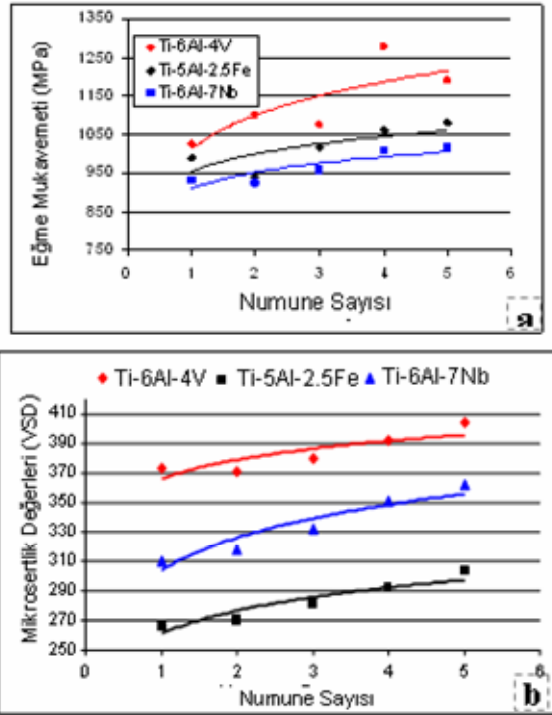 1350
1250
1150
1050
950
850
750
Eğme Mukavemeti (MPa)
Ti-6Al-4V
Ti-5Al-2.5Fe
Ti-6Al-7Nb
0 1 2 3 4 5 6
Numune Sayısı
a
Ti-6Al-4V Ti-5Al-2.5Fe Ti-6Al-7Nb
410
390
370
350
330
310
290
270
250
Mikrosertlik Değerleri (VSD)
0 1 2 3 4 5 6
Numune Sayısı
b